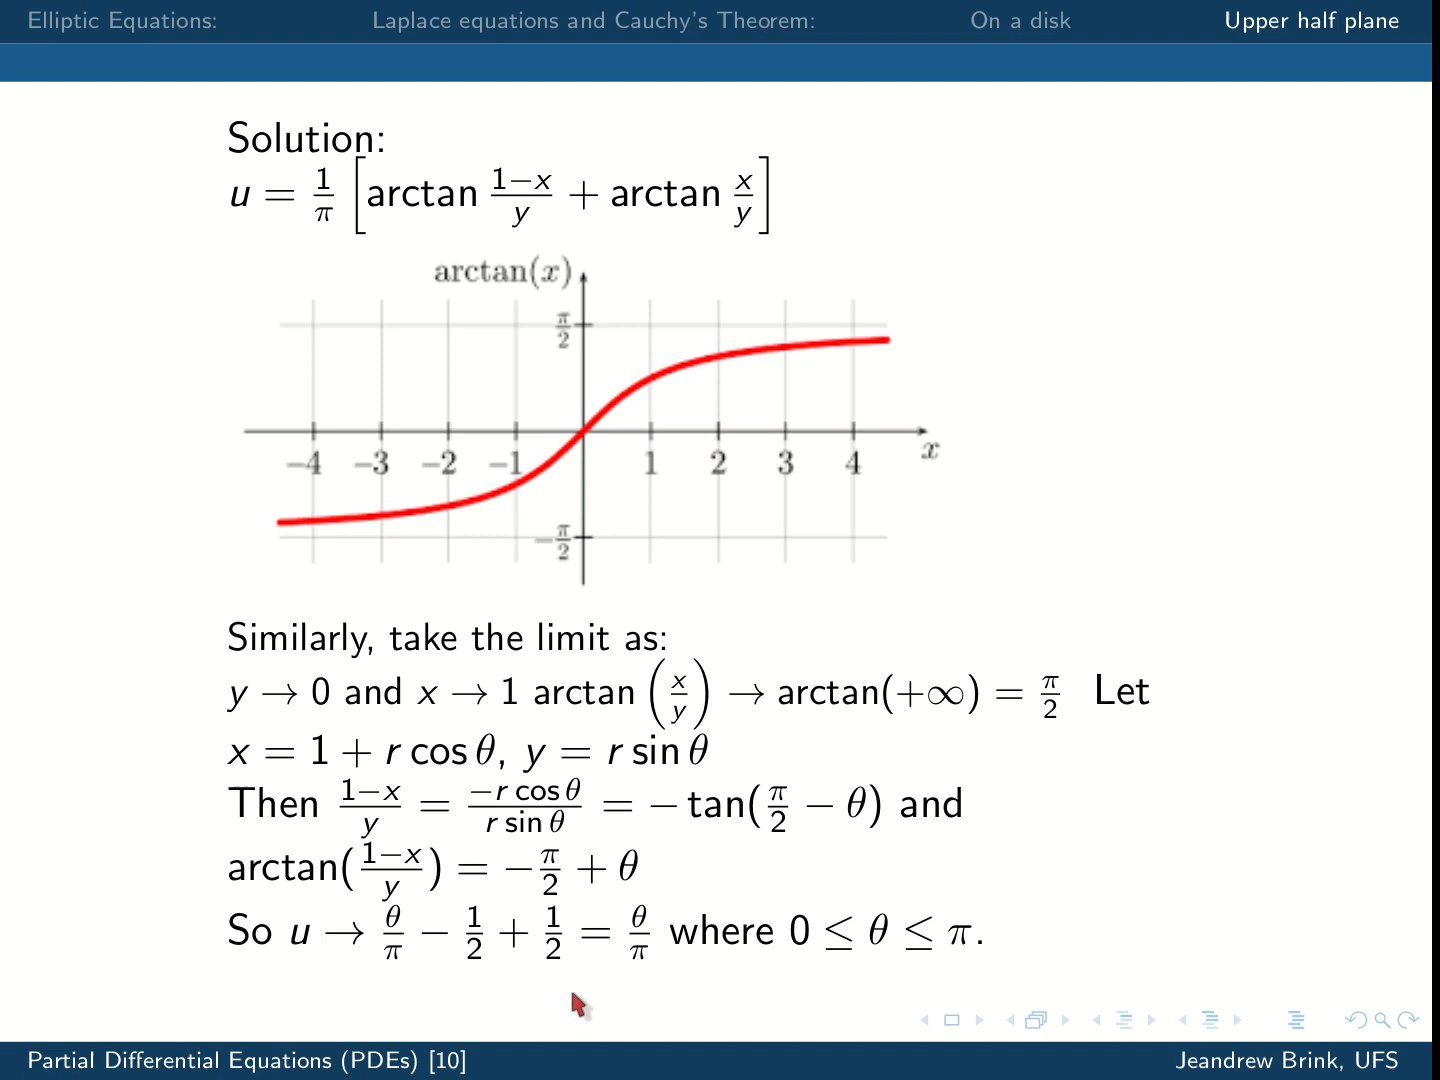 Elliptic Equations: Laplace equations and Cauchy's Theorem: On a disk Upper half plane
Solution:
u = 1/π [arctan (1−x)/y + arctan x/y]
arctan(x)
π/2
−4 −3 −2 −1 1 2 3 4 x
−π/2
Similarly, take the limit as:
y → 0 and x → 1 arctan (x/y) → arctan(+∞) = π/2 Let
x = 1 + r cos θ, y = r sin θ
Then (1−x)/y = (−r cos θ)/(r sin θ) = − tan(π/2 − θ) and
arctan((1−x)/y) = −π/2 + θ
So u → θ/π − 1/2 + 1/2 = θ/π where 0 ≤ θ ≤ π.
Partial Differential Equations (PDEs) [10] Jeandrew Brink, UFS